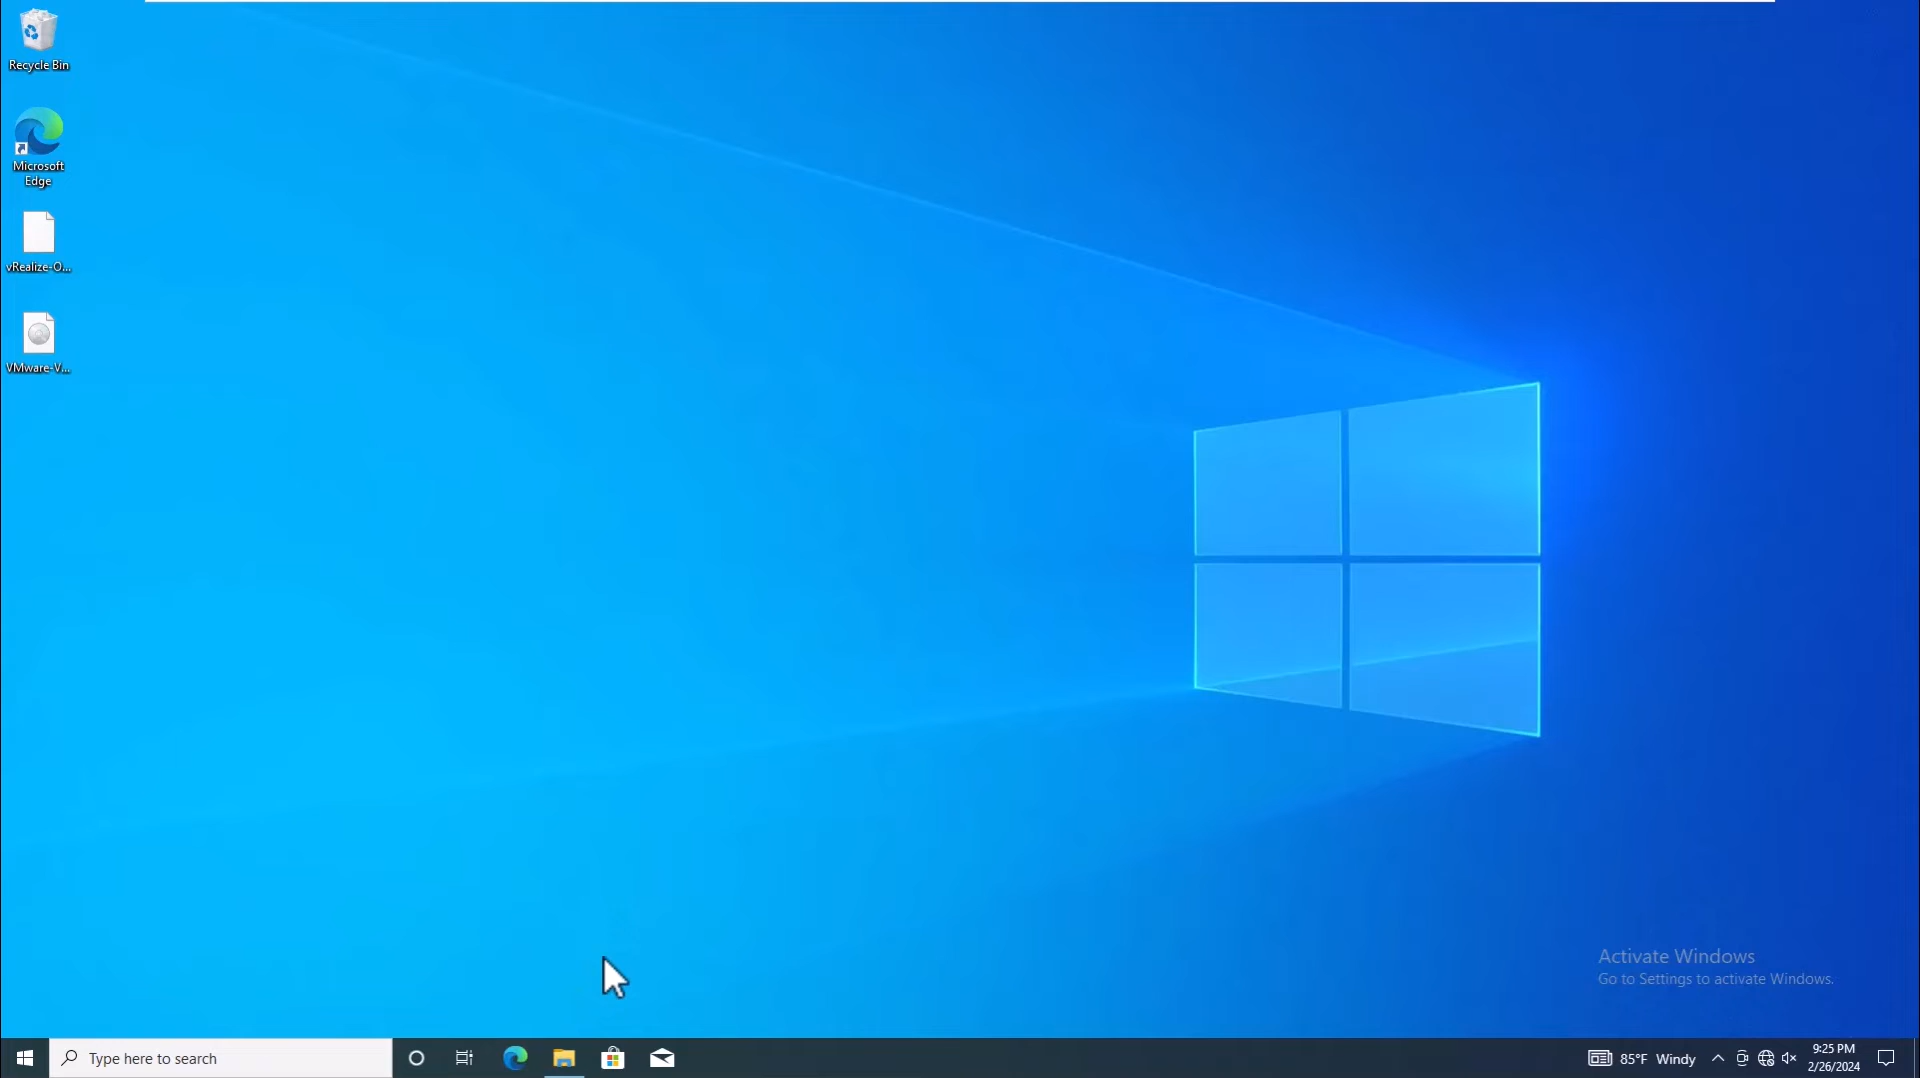 Recycle Bin
Microsoft
Edge
vRealize-O...
VMware-V...
Activate Windows
Go to Settings to activate Windows.
Type here to search
85°F Windy
9:25 PM
2/26/2024